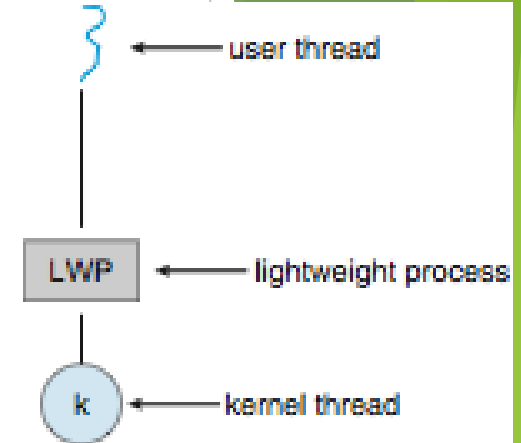 user thread
LWP
lightweight process
k
kernel thread